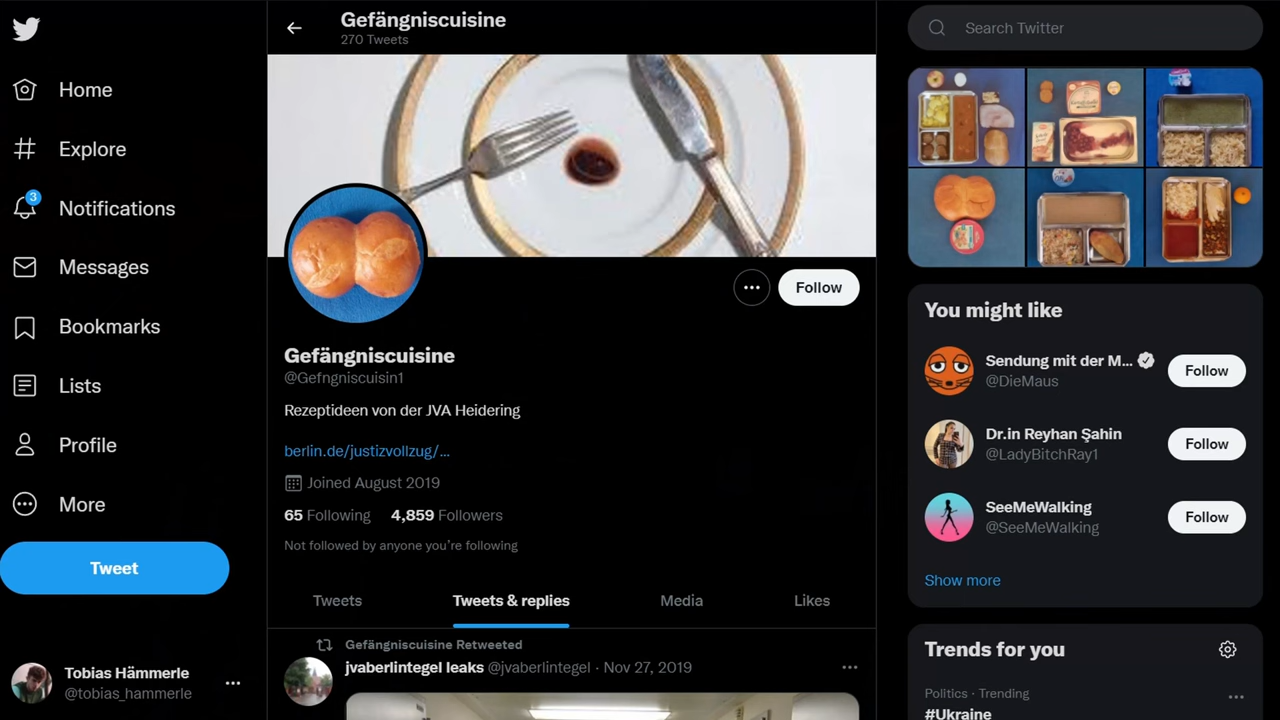 Home
Explore
3
Notifications
Messages
Bookmarks
Lists
Profile
More
Tweet
Tobias Hämmerle
@tobias_hammerle
Gefängniscuisine
270 Tweets
Follow
Gefängniscuisine
@Gefngniscuisin1
Rezeptideen von der JVA Heidering
berlin.de/justizvollzug/...
Joined August 2019
65 Following 4,859 Followers
Not followed by anyone you're following
Tweets Tweets & replies Media Likes
Gefängniscuisine Retweeted
jvaberlintegel leaks @jvaberlintegel · Nov 27, 2019
Search Twitter
You might like
Sendung mit der M...
@DieMaus
Follow
Dr.in Reyhan Şahin
@LadyBitchRay1
Follow
SeeMeWalking
@SeeMeWalking
Follow
Show more
Trends for you
Politics · Trending
#Ukraine